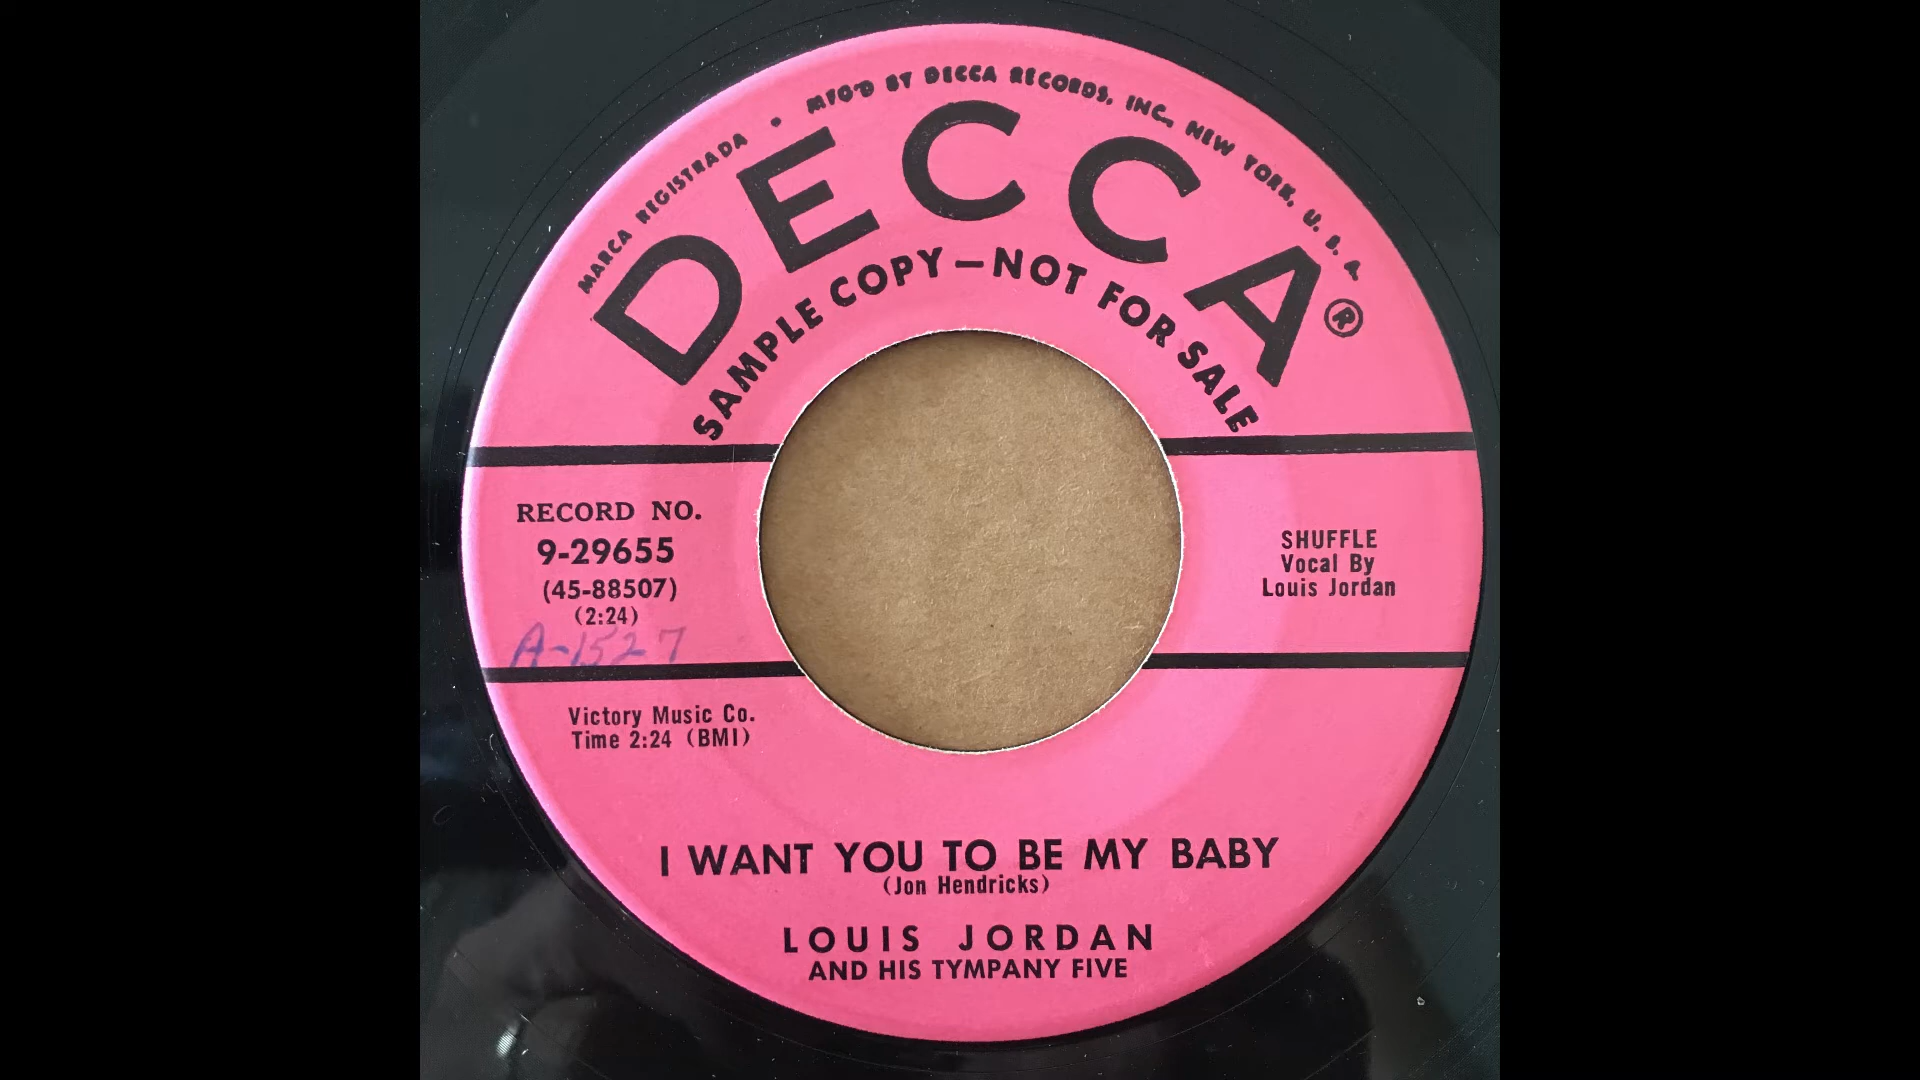 MARCA REGISTRADA • MFG'D BY DECCA RECORDS, INC., NEW YORK, U. S. A.
DECCA®
SAMPLE COPY—NOT FOR SALE
RECORD NO.
9-29655
(45-88507)
(2:24)
A-1527
SHUFFLE
Vocal By
Louis Jordan
Victory Music Co.
Time 2:24 (BMI)
I WANT YOU TO BE MY BABY
(Jon Hendricks)
LOUIS JORDAN
AND HIS TYMPANY FIVE